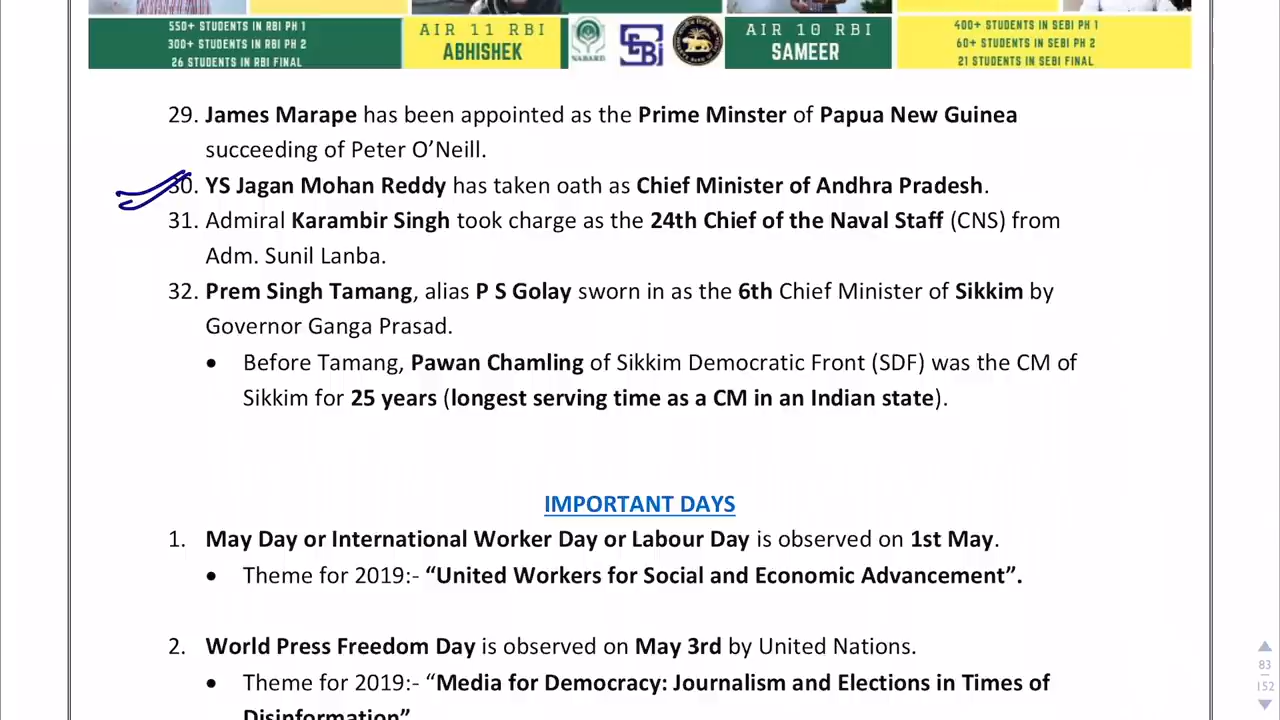 550+ STUDENTS IN RBI PH 1
300+ STUDENTS IN RBI PH 2
26 STUDENTS IN RBI FINAL
AIR 11 RBI
ABHISHEK
NABARD
SEBI
AIR 10 RBI
SAMEER
400+ STUDENTS IN SEBI PH 1
60+ STUDENTS IN SEBI PH 2
21 STUDENTS IN SEBI FINAL
29. James Marape has been appointed as the Prime Minster of Papua New Guinea
succeeding of Peter O’Neill.
30. YS Jagan Mohan Reddy has taken oath as Chief Minister of Andhra Pradesh.
31. Admiral Karambir Singh took charge as the 24th Chief of the Naval Staff (CNS) from
Adm. Sunil Lanba.
32. Prem Singh Tamang, alias P S Golay sworn in as the 6th Chief Minister of Sikkim by
Governor Ganga Prasad.
• Before Tamang, Pawan Chamling of Sikkim Democratic Front (SDF) was the CM of
Sikkim for 25 years (longest serving time as a CM in an Indian state).
IMPORTANT DAYS
1. May Day or International Worker Day or Labour Day is observed on 1st May.
• Theme for 2019:- “United Workers for Social and Economic Advancement”.
2. World Press Freedom Day is observed on May 3rd by United Nations.
• Theme for 2019:- “Media for Democracy: Journalism and Elections in Times of
Disinformation”
83
152